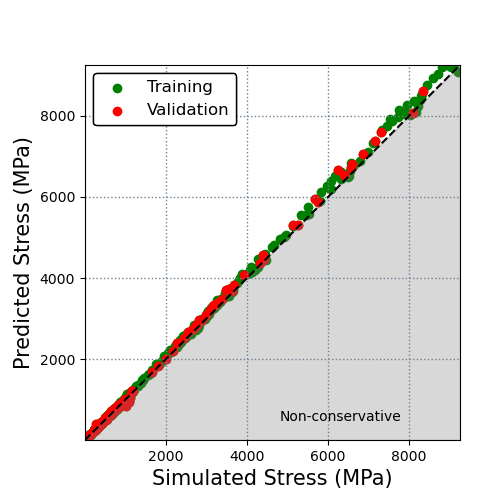 Training
Validation
Predicted Stress (MPa)
8000
6000
4000
2000
Non-conservative
2000 4000 6000 8000
Simulated Stress (MPa)